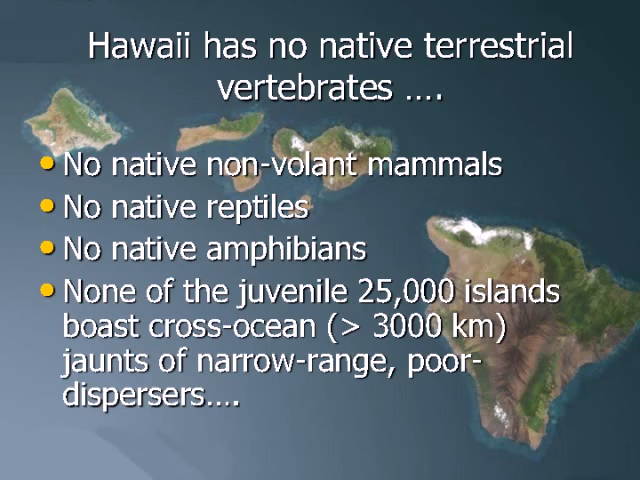 Hawaii has no native terrestrial
vertebrates ….
• No native non-volant mammals
• No native reptiles
• No native amphibians
• None of the juvenile 25,000 islands
boast cross-ocean (> 3000 km)
jaunts of narrow-range, poor-
dispersers….